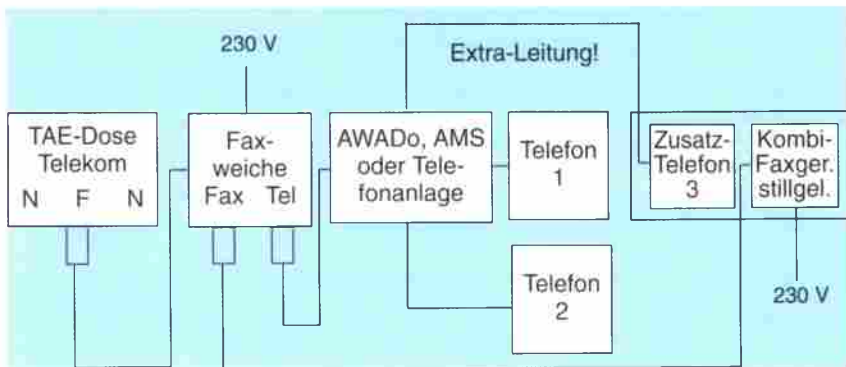 230 V
Extra-Leitung!
TAE-Dose
Telekom
N F N
Fax-
weiche
Fax Tel
AWADo, AMS
oder Tele-
fonanlage
Telefon
1
Zusatz-
Telefon
3
Kombi-
Faxger.
stillgel.
Telefon
2
230 V